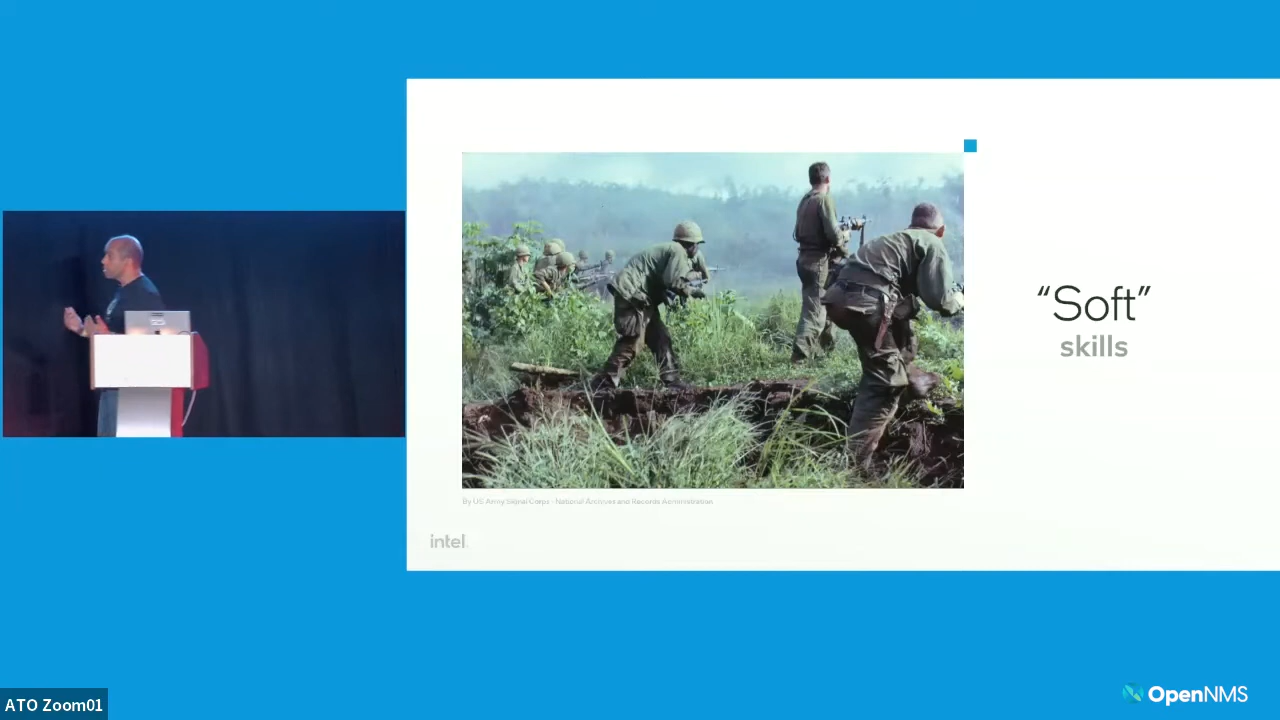 “Soft”
skills
By US Army Signal Corps - National Archives and Records Administration
intel.
ATO Zoom01
OpenNMS